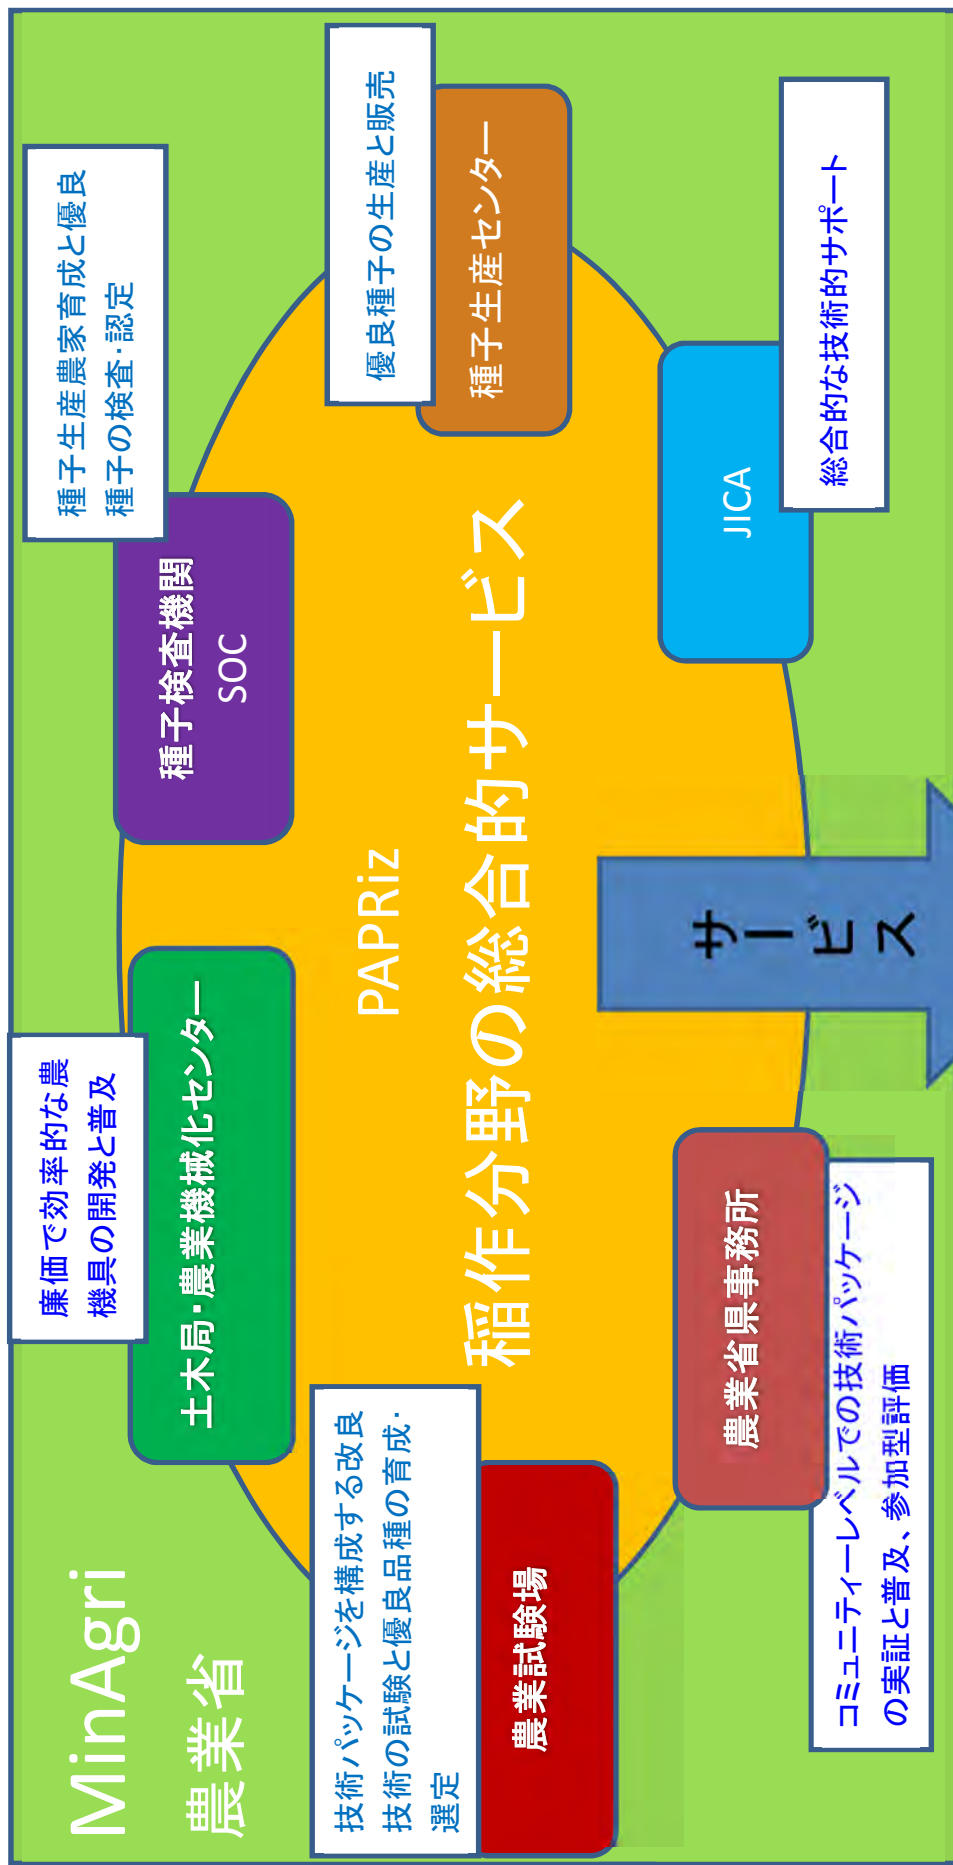 MinAgri
農業省
廉価で効率的な農
機具の開発と普及
土木局・農業機械化センター
種子生産農家育成と優良
種子の検査・認定
種子検査機関
SOC
技術パッケージを構成する改良
技術の試験と優良品種の育成・
選定
農業試験場
PAPRiz
稲作分野の総合的サービス
優良種子の生産と販売
種子生産センター
農業省県事務所
コミュニティーレベルでの技術パッケージ
の実証と普及、参加型評価
サービス
JICA
総合的な技術的サポート